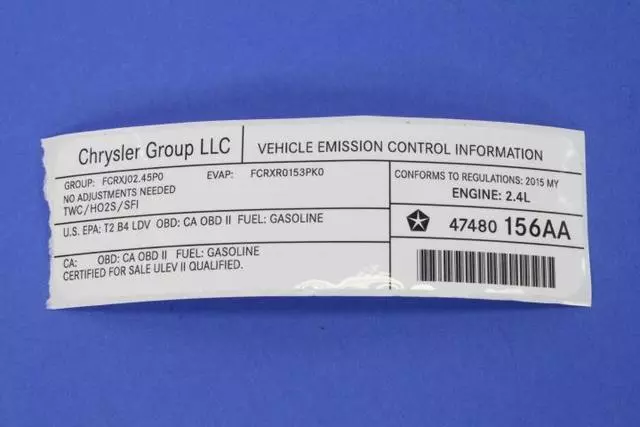 Chrysler Group LLC
VEHICLE EMISSION CONTROL INFORMATION
GROUP: FCRXJ02.45P0 EVAP: FCRXR0153PK0
NO ADJUSTMENTS NEEDED
TWC/HO2S/SFI
CONFORMS TO REGULATIONS: 2015 MY
ENGINE: 2.4L
U.S. EPA: T2 B4 LDV OBD: CA OBD II FUEL: GASOLINE
47480 156AA
CA: OBD: CA OBD II FUEL: GASOLINE
CERTIFIED FOR SALE ULEV II QUALIFIED.